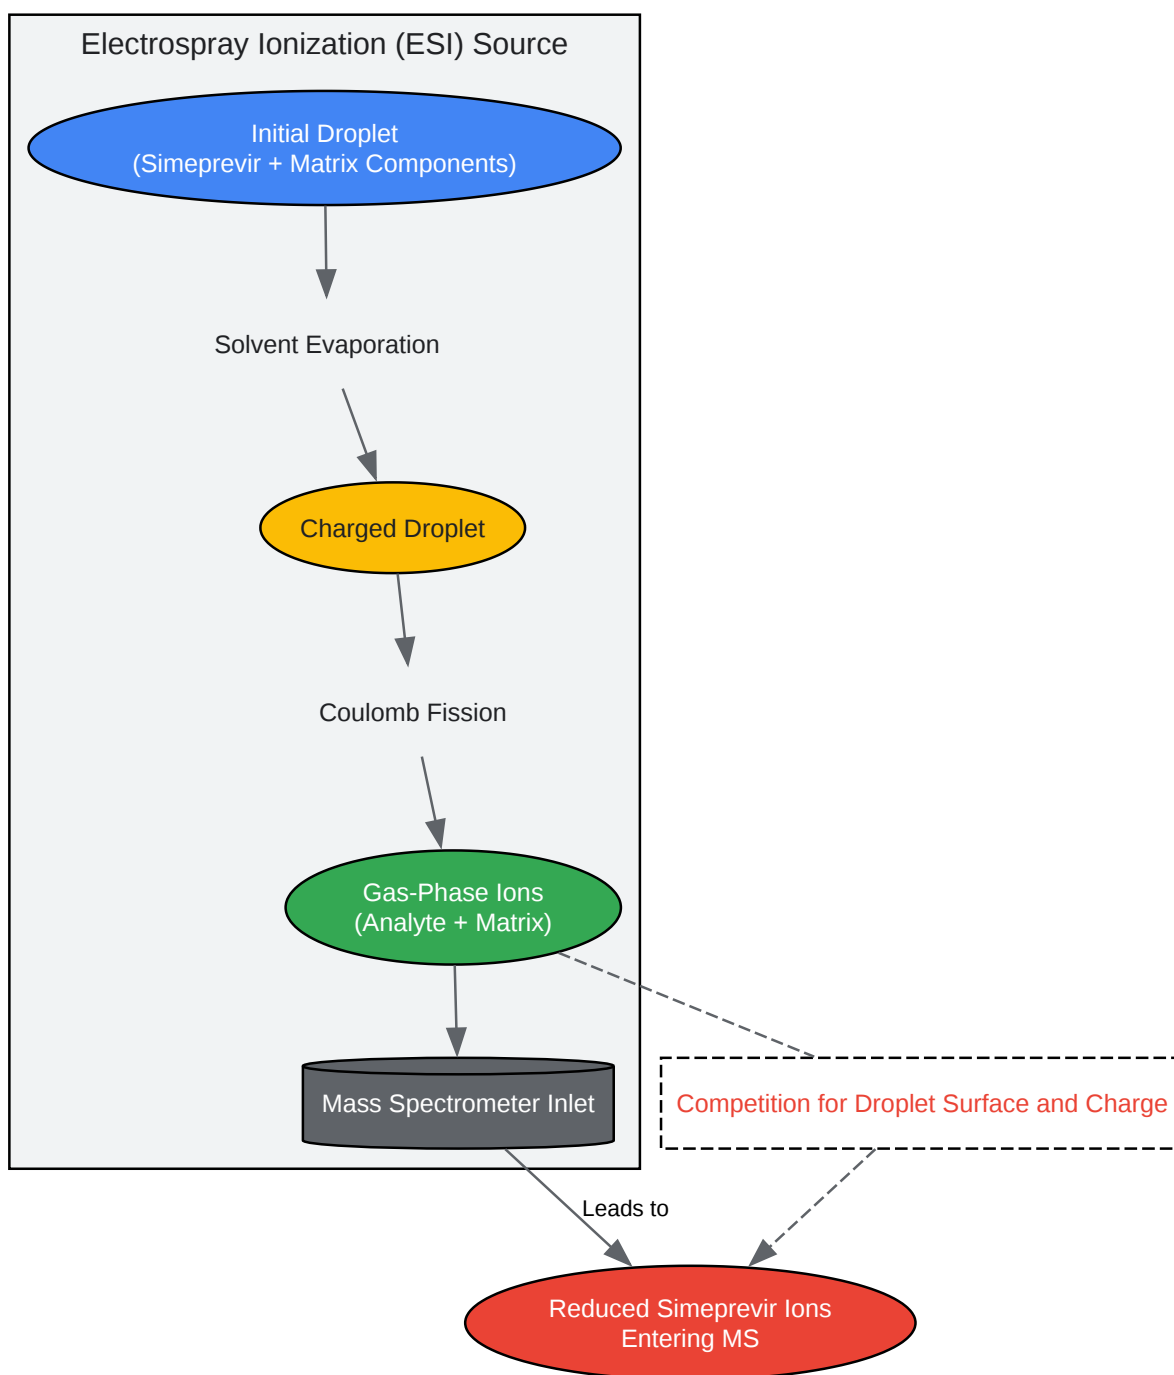 Electrospray Ionization (ESI) Source
Initial Droplet
(Simeprevir + Matrix Components)
Solvent Evaporation
Charged Droplet
Coulomb Fission
Gas-Phase Ions
(Analyte + Matrix)
Mass Spectrometer Inlet
Competition for Droplet Surface and Charge
Leads to
Reduced Simeprevir Ions
Entering MS